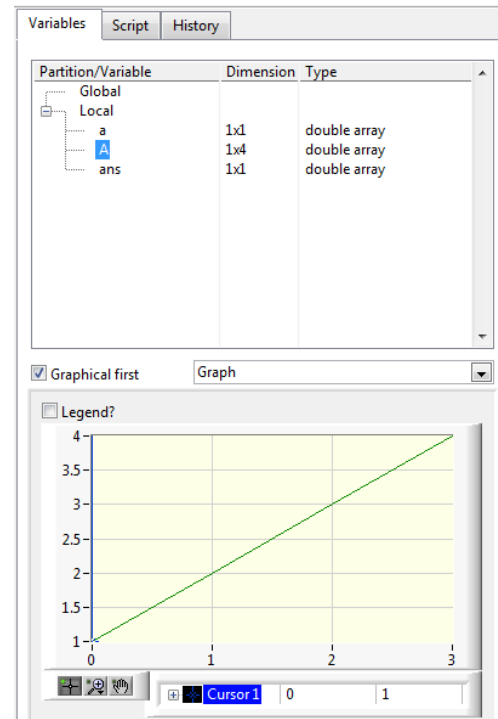 Variables Script History
Partition/Variable Dimension Type
Global
Local
a 1x1 double array
A 1x4 double array
ans 1x1 double array
Graphical first Graph
Legend?
4
3.5
3
2.5
2
1.5
1
0 1 2 3
Cursor 1 0 1